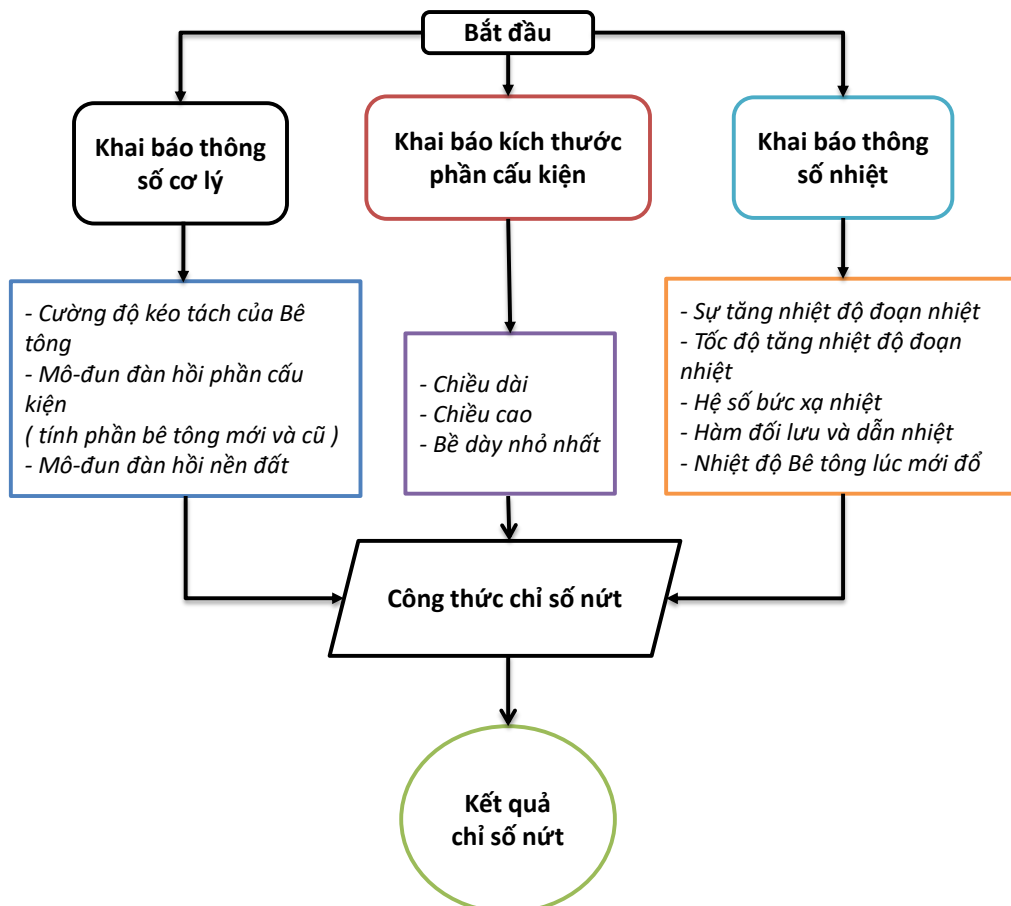 Bắt đầu
Khai báo thông
số cơ lý
Khai báo kích thước
phần cấu kiện
Khai báo thông
số nhiệt
- Cường độ kéo tách của Bê
tông
- Mô-đun đàn hồi phần cấu
kiện
( tính phần bê tông mới và cũ )
- Mô-đun đàn hồi nền đất
- Chiều dài
- Chiều cao
- Bề dày nhỏ nhất
- Sự tăng nhiệt độ đoạn nhiệt
- Tốc độ tăng nhiệt độ đoạn
nhiệt
- Hệ số bức xạ nhiệt
- Hàm đối lưu và dẫn nhiệt
- Nhiệt độ Bê tông lúc mới đổ
Công thức chỉ số nứt
Kết quả
chỉ số nứt